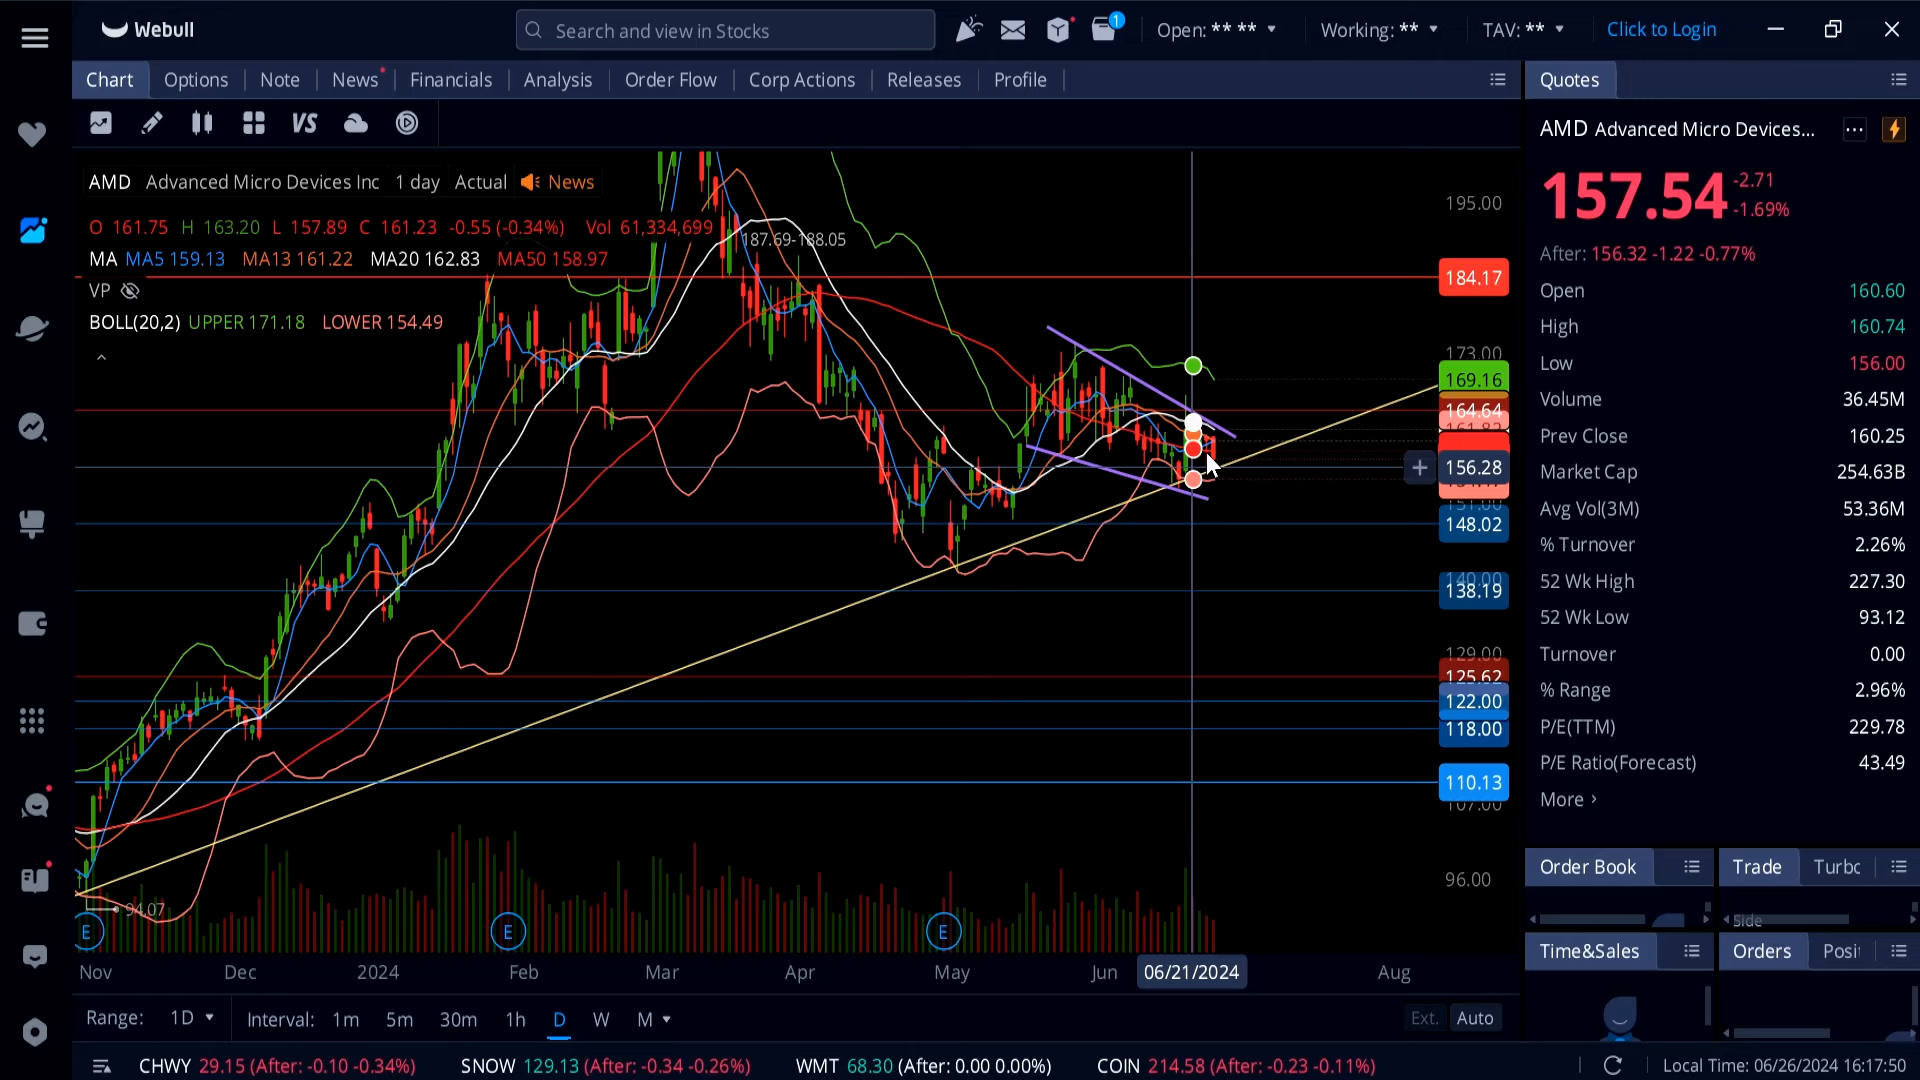 Webull
Search and view in Stocks
1
Open: ** **
Working: **
TAV: **
Click to Login
Chart
Options
Note
News
Financials
Analysis
Order Flow
Corp Actions
Releases
Profile
Quotes
VS
AMD Advanced Micro Devices Inc 1 day Actual News
O 161.75 H 163.20 L 157.89 C 161.23 -0.55 (-0.34%) Vol 61,334,699
MA MA5 159.13 MA13 161.22 MA20 162.83 MA50 158.97
187.69-188.05
VP
BOLL(20,2) UPPER 171.18 LOWER 154.49
195.00
184.17
173.00
169.16
164.64
156.28
148.02
140.00
138.19
129.00
125.62
122.00
118.00
110.13
107.00
96.00
94.07
E
E
E
Nov
Dec
2024
Feb
Mar
Apr
May
Jun
06/21/2024
Aug
Range: 1D
Interval: 1m 5m 30m 1h D W M
Ext.
Auto
AMD Advanced Micro Devices...
157.54
-2.71
-1.69%
After: 156.32 -1.22 -0.77%
Open 160.60
High 160.74
Low 156.00
Volume 36.45M
Prev Close 160.25
Market Cap 254.63B
Avg Vol(3M) 53.36M
% Turnover 2.26%
52 Wk High 227.30
52 Wk Low 93.12
Turnover 0.00
% Range 2.96%
P/E(TTM) 229.78
P/E Ratio(Forecast) 43.49
More
Order Book
Trade
Turbo
Side
Time&Sales
Orders
Posit
CHWY 29.15 (After: -0.10 -0.34%)
SNOW 129.13 (After: -0.34 -0.26%)
WMT 68.30 (After: 0.00 0.00%)
COIN 214.58 (After: -0.23 -0.11%)
Local Time: 06/26/2024 16:17:50